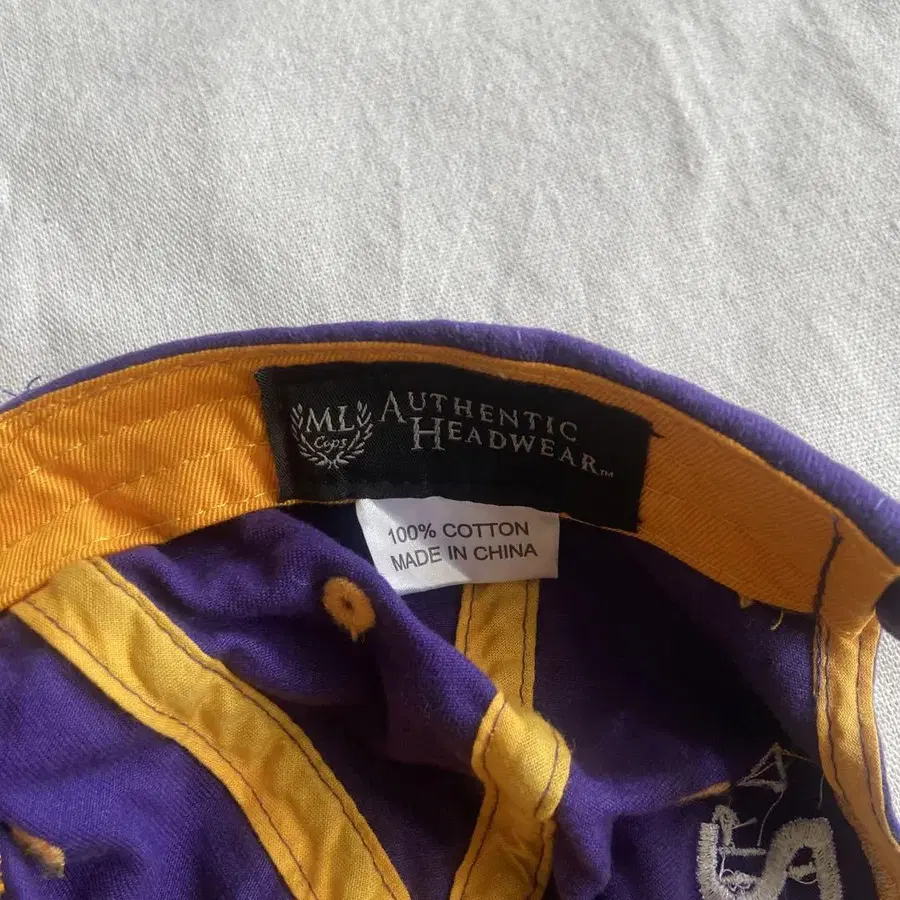 ML
Caps
AUTHENTIC
HEADWEAR™
100% COTTON
MADE IN CHINA